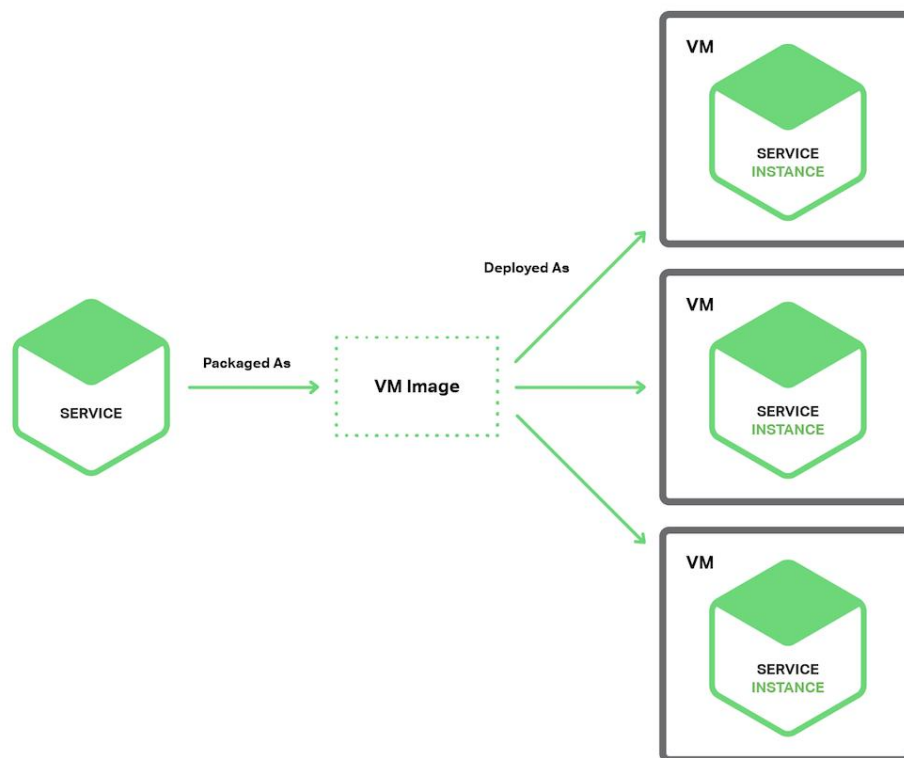 VM
SERVICE
INSTANCE
Deployed As
VM
SERVICE
INSTANCE
Packaged As
VM Image
SERVICE
VM
SERVICE
INSTANCE